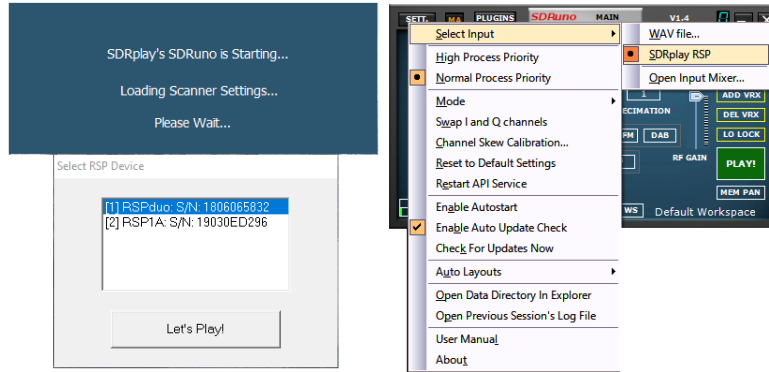 SDRplay's SDRuno is Starting...
Loading Scanner Settings...
Please Wait...
Select RSP Device
[1] RSPduo: S/N: 1806065832
[2] RSP1A: S/N: 19030ED296
Let's Play!
SETT. MA PLUGINS SDRuno MAIN V1.4
Select Input
High Process Priority
Normal Process Priority
Mode
Swap I and Q channels
Channel Skew Calibration...
Reset to Default Settings
Restart API Service
Enable Autostart
Enable Auto Update Check
Check For Updates Now
Auto Layouts
Open Data Directory In Explorer
Open Previous Session's Log File
User Manual
About
WAV file...
SDRplay RSP
Open Input Mixer...
1 ADD VRX
ECIMATION DEL VRX
FM DAB LO LOCK
RF GAIN PLAY!
MEM PAN
WS Default Workspace